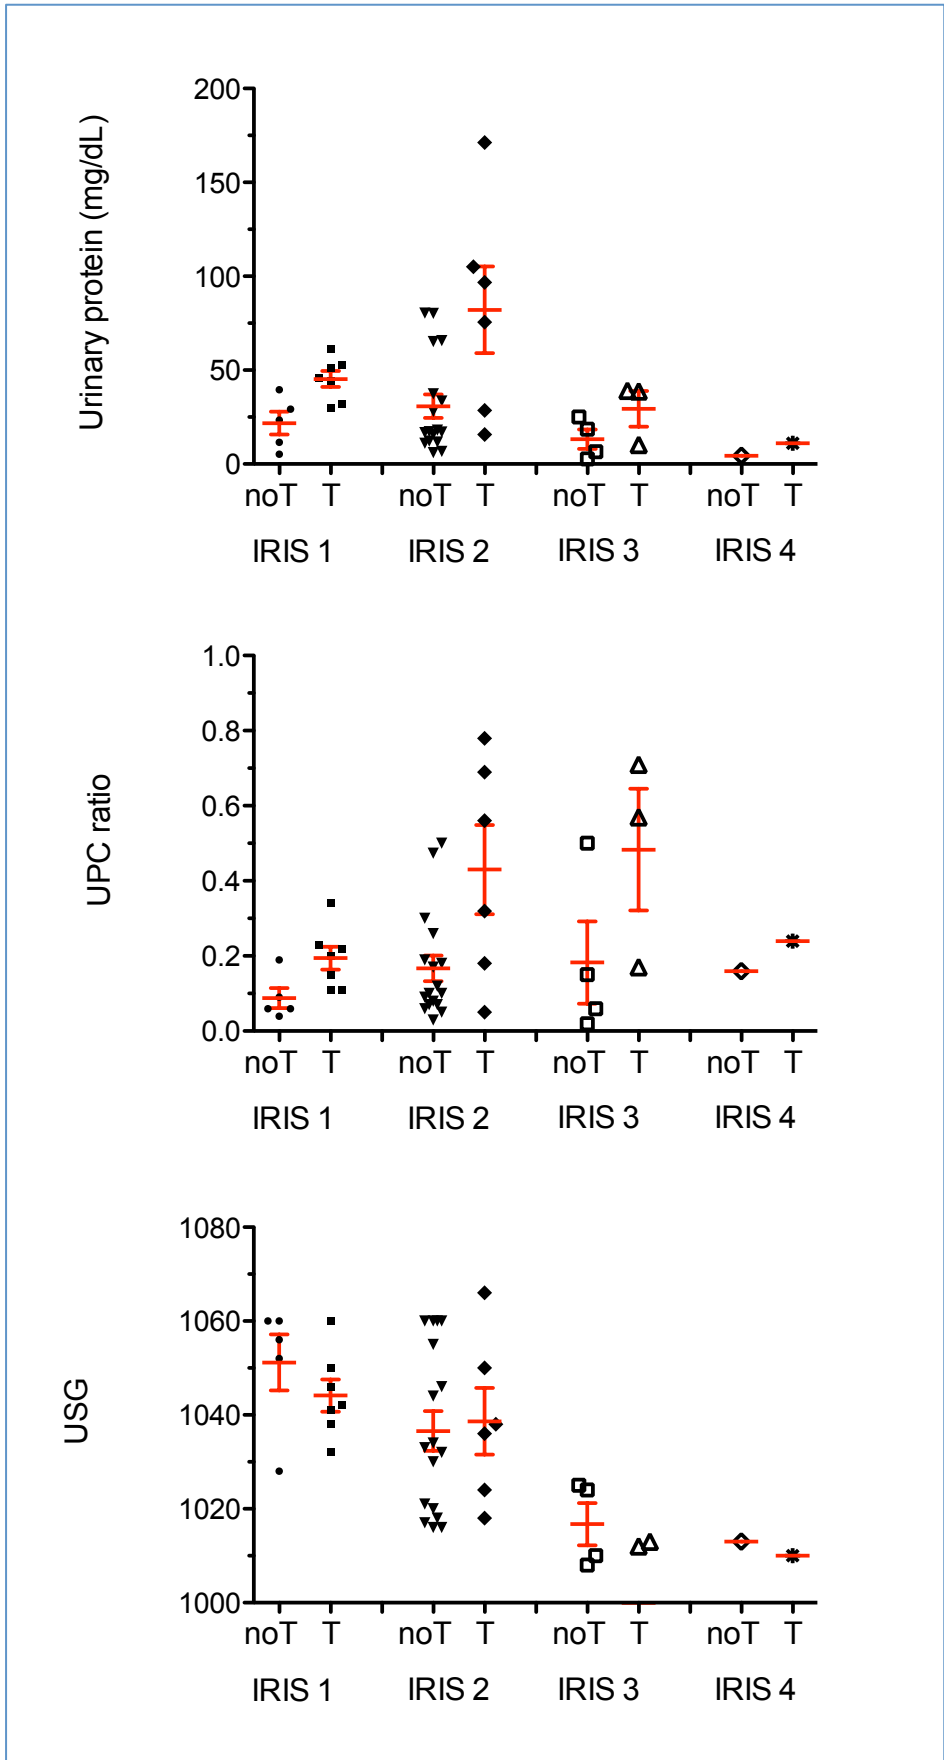 Urinary protein (mg/dL)
200
150
100
50
0
noT T noT T noT T noT T
IRIS 1 IRIS 2 IRIS 3 IRIS 4
UPC ratio
1.0
0.8
0.6
0.4
0.2
0.0
noT T noT T noT T noT T
IRIS 1 IRIS 2 IRIS 3 IRIS 4
USG
1080
1060
1040
1020
1000
noT T noT T noT T noT T
IRIS 1 IRIS 2 IRIS 3 IRIS 4